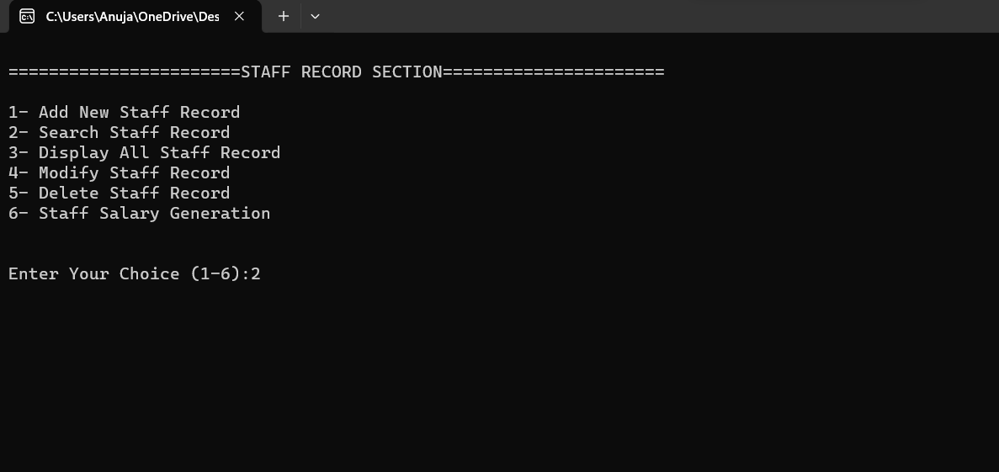 C:\Users\Anuja\OneDrive\Des
=======================STAFF RECORD SECTION======================
1- Add New Staff Record
2- Search Staff Record
3- Display All Staff Record
4- Modify Staff Record
5- Delete Staff Record
6- Staff Salary Generation
Enter Your Choice (1-6):2